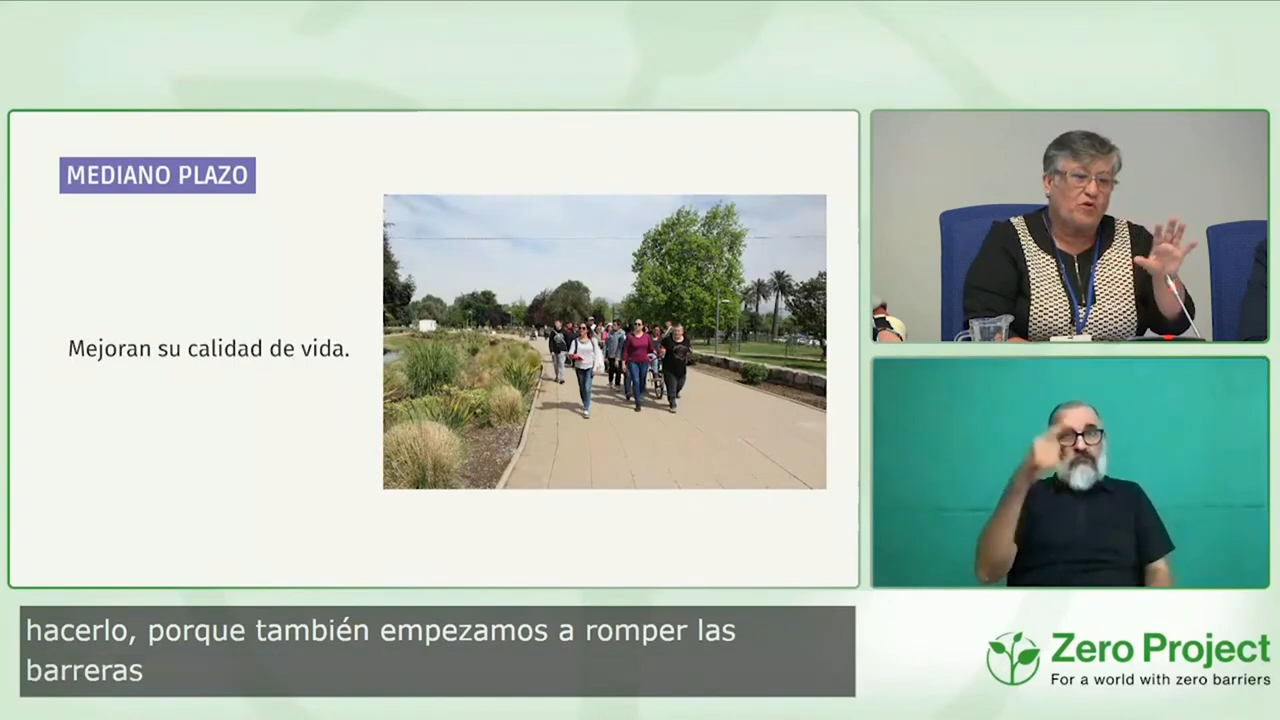 MEDIANO PLAZO
Mejoran su calidad de vida.
hacerlo, porque también empezamos a romper las
barreras
Zero Project
For a world with zero barriers